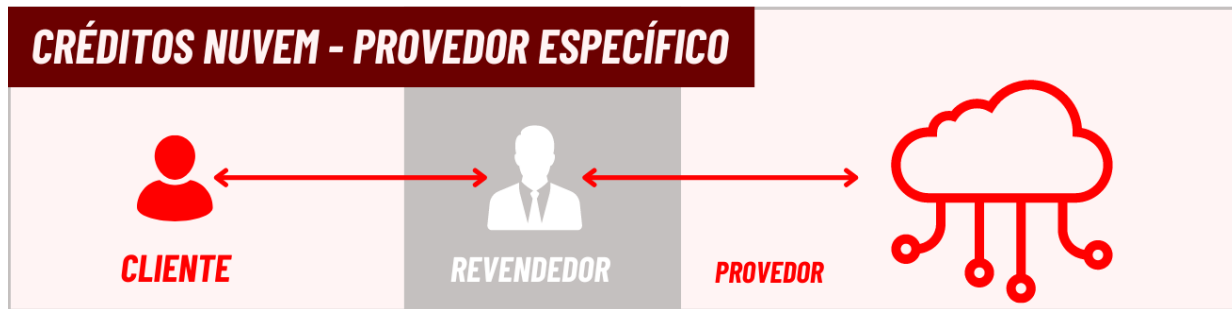 CRÉDITOS NUVEM - PROVEDOR ESPECÍFICO
CLIENTE
REVENDEDOR
PROVEDOR